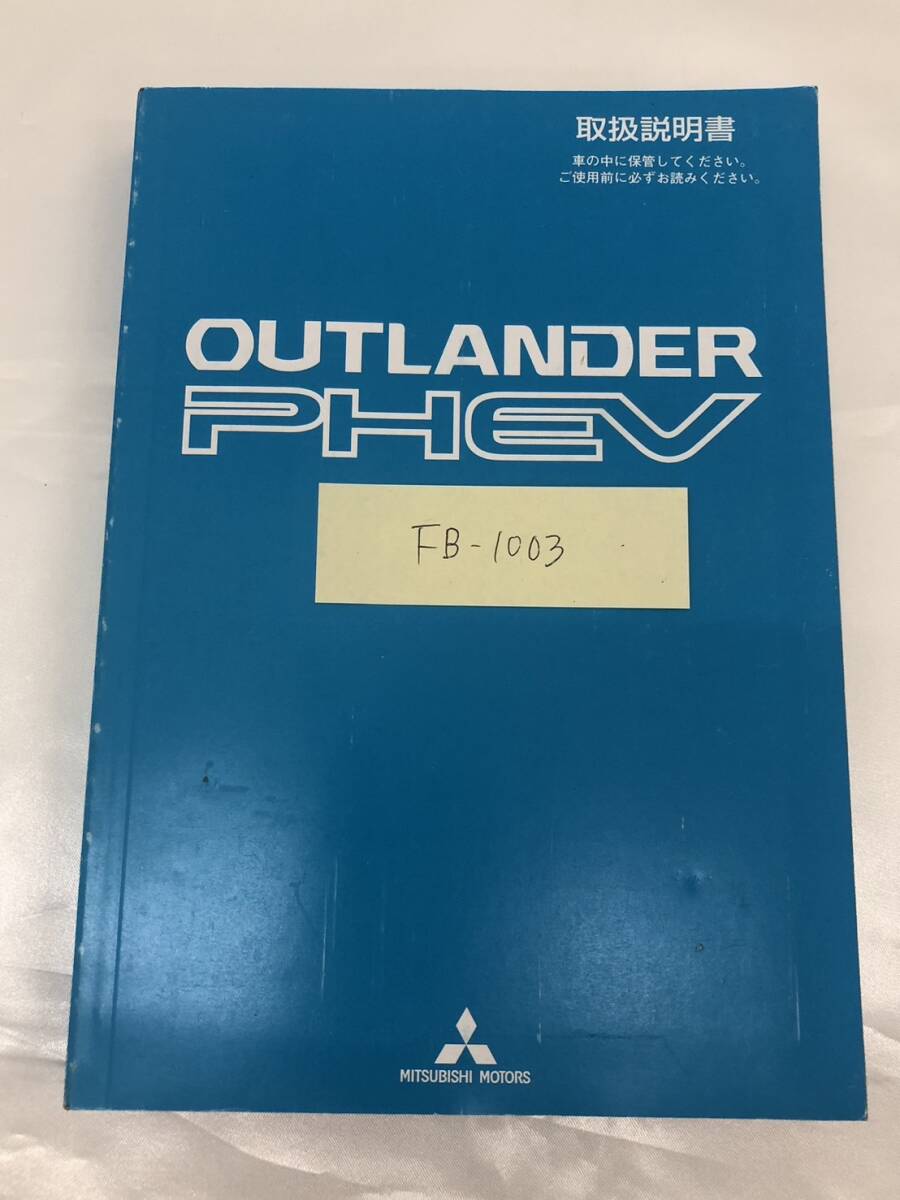 取扱説明書
車の中に保管してください。
ご使用前に必ずお読みください。
OUTLANDER
PHEV
FB-1003
MITSUBISHI MOTORS